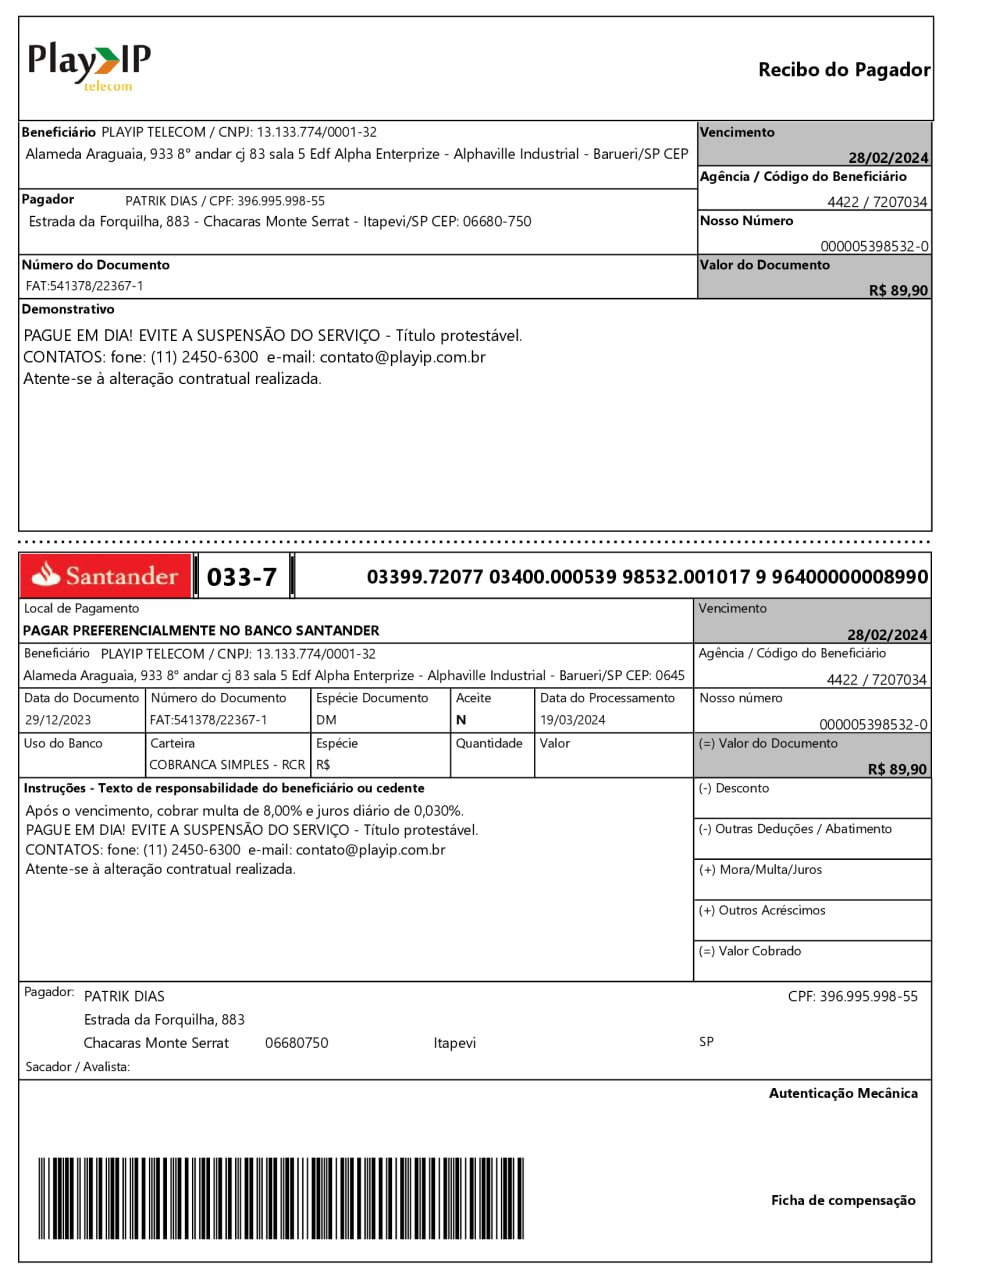 Play IP
telecom
Recibo do Pagador
Beneficiário PLAYIP TELECOM / CNPJ: 13.133.774/0001-32
Alameda Araguaia, 933 8° andar cj 83 sala 5 Edf Alpha Enterprize - Alphaville Industrial - Barueri/SP CEP
Vencimento
28/02/2024
Agência / Código do Beneficiário
4422 / 7207034
Pagador PATRIK DIAS / CPF: 396.995.998-55
Estrada da Forquilha, 883 - Chacaras Monte Serrat - Itapevi/SP CEP: 06680-750
Nosso Número
000005398532-0
Número do Documento
FAT:541378/22367-1
Valor do Documento
R$ 89,90
Demonstrativo
PAGUE EM DIA! EVITE A SUSPENSÃO DO SERVIÇO - Título protestável.
CONTATOS: fone: (11) 2450-6300 e-mail: contato@playip.com.br
Atente-se à alteração contratual realizada.
Santander 033-7 03399.72077 03400.000539 98532.001017 9 96400000008990
Local de Pagamento
PAGAR PREFERENCIALMENTE NO BANCO SANTANDER
Vencimento
28/02/2024
Beneficiário PLAYIP TELECOM / CNPJ: 13.133.774/0001-32
Alameda Araguaia, 933 8° andar cj 83 sala 5 Edf Alpha Enterprize - Alphaville Industrial - Barueri/SP CEP: 0645
Agência / Código do Beneficiário
4422 / 7207034
Data do Documento Número do Documento Espécie Documento Aceite Data do Processamento Nosso número
29/12/2023 FAT:541378/22367-1 DM N 19/03/2024 000005398532-0
Uso do Banco Carteira Espécie Quantidade Valor (=) Valor do Documento
COBRANCA SIMPLES - RCR R$ R$ 89,90
Instruções - Texto de responsabilidade do beneficiário ou cedente
Após o vencimento, cobrar multa de 8,00% e juros diário de 0,030%.
PAGUE EM DIA! EVITE A SUSPENSÃO DO SERVIÇO - Título protestável.
CONTATOS: fone: (11) 2450-6300 e-mail: contato@playip.com.br
Atente-se à alteração contratual realizada.
(-) Desconto
(-) Outras Deduções / Abatimento
(+) Mora/Multa/Juros
(+) Outros Acréscimos
(=) Valor Cobrado
Pagador: PATRIK DIAS CPF: 396.995.998-55
Estrada da Forquilha, 883
Chacaras Monte Serrat 06680750 Itapevi SP
Sacador / Avalista:
Autenticação Mecânica
Ficha de compensação